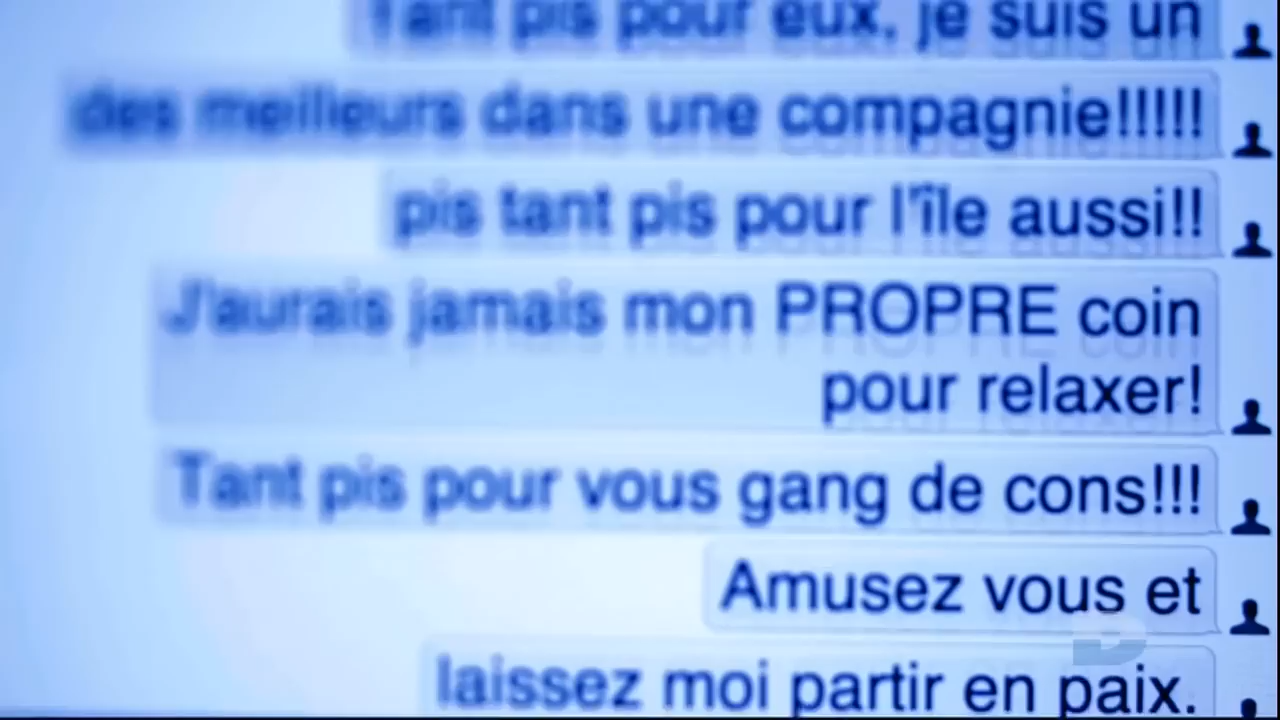 Tant pis pour eux, je suis un
des meilleurs dans une compagnie!!!!!
pis tant pis pour l'île aussi!!
J'aurais jamais mon PROPRE coin
pour relaxer!
Tant pis pour vous gang de cons!!!
Amusez vous et
laissez moi partir en paix.
D